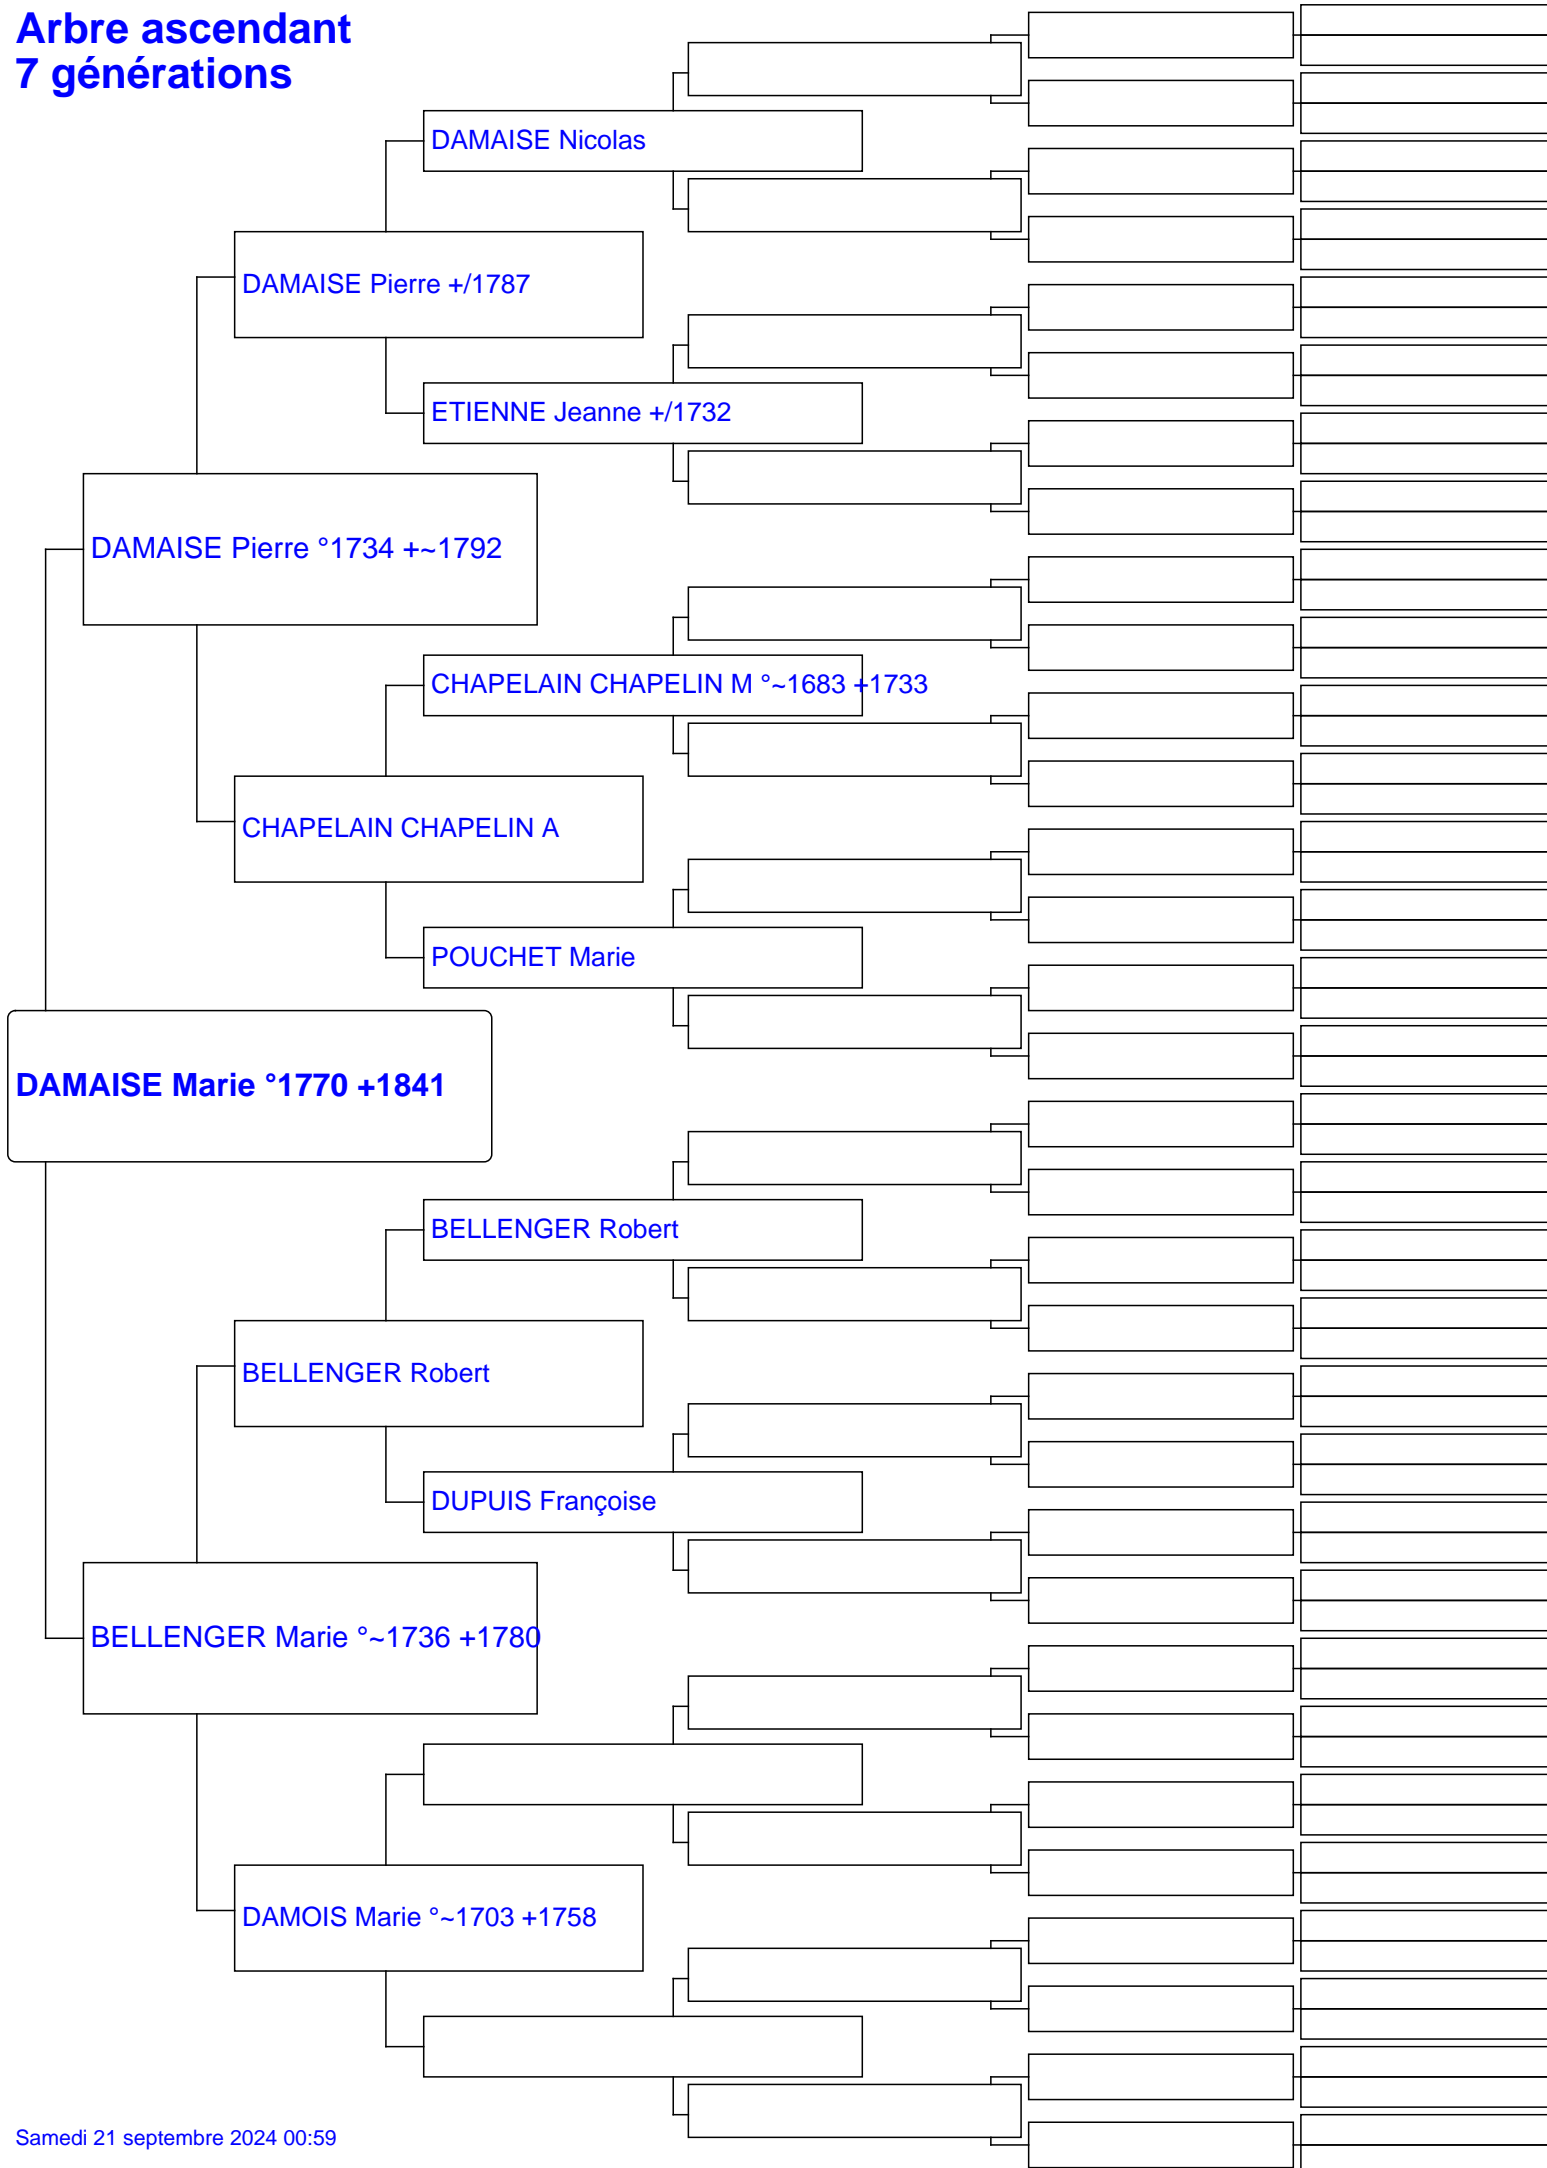 Arbre ascendant
7 générations
DAMAISE Nicolas
DAMAISE Pierre +/1787
ETIENNE Jeanne +/1732
DAMAISE Pierre °1734 +~1792
CHAPELAIN CHAPELIN M °~1683 +1733
CHAPELAIN CHAPELIN A
POUCHET Marie
DAMAISE Marie °1770 +1841
BELLENGER Robert
BELLENGER Robert
DUPUIS Françoise
BELLENGER Marie °~1736 +1780
DAMOIS Marie °~1703 +1758
Samedi 21 septembre 2024 00:59